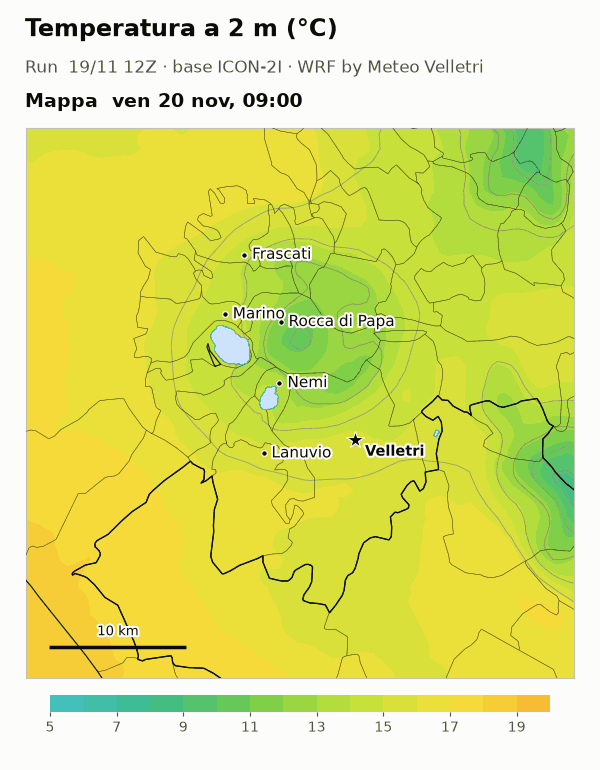 Temperatura a 2 m (°C)
Run  19/11 12Z · base ICON-2I · WRF by Meteo Velletri
Mappa  ven 20 nov, 09:00
Frascati
Marino
Rocca di Papa
Nemi
Velletri
Lanuvio
10 km
5 7 9 11 13 15 17 19